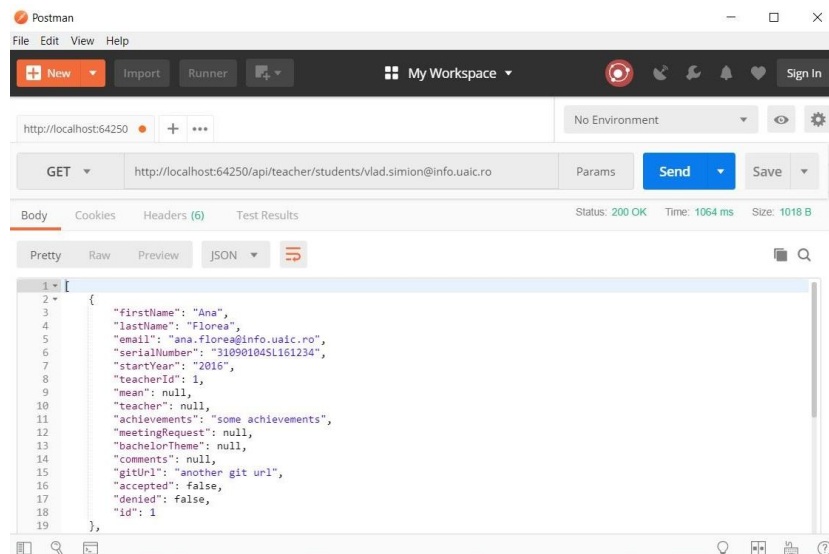 Postman
File Edit View Help
New Import Runner My Workspace Sign In
http://localhost:64250 No Environment
GET http://localhost:64250/api/teacher/students/vlad.simion@info.uaic.ro Params Send Save
Body Cookies Headers (6) Test Results Status: 200 OK Time: 1064 ms Size: 1018 B
Pretty Raw Preview JSON
1 [
2 {
3 "firstName": "Ana",
4 "lastName": "Florea",
5 "email": "ana.florea@info.uaic.ro",
6 "serialNumber": "31090104SL161234",
7 "startYear": "2016",
8 "teacherId": 1,
9 "mean": null,
10 "teacher": null,
11 "achievements": "some achievements",
12 "meetingRequest": null,
13 "bachelorTheme": null,
14 "comments": null,
15 "gitUrl": "another git url",
16 "accepted": false,
17 "denied": false,
18 "id": 1
19 },